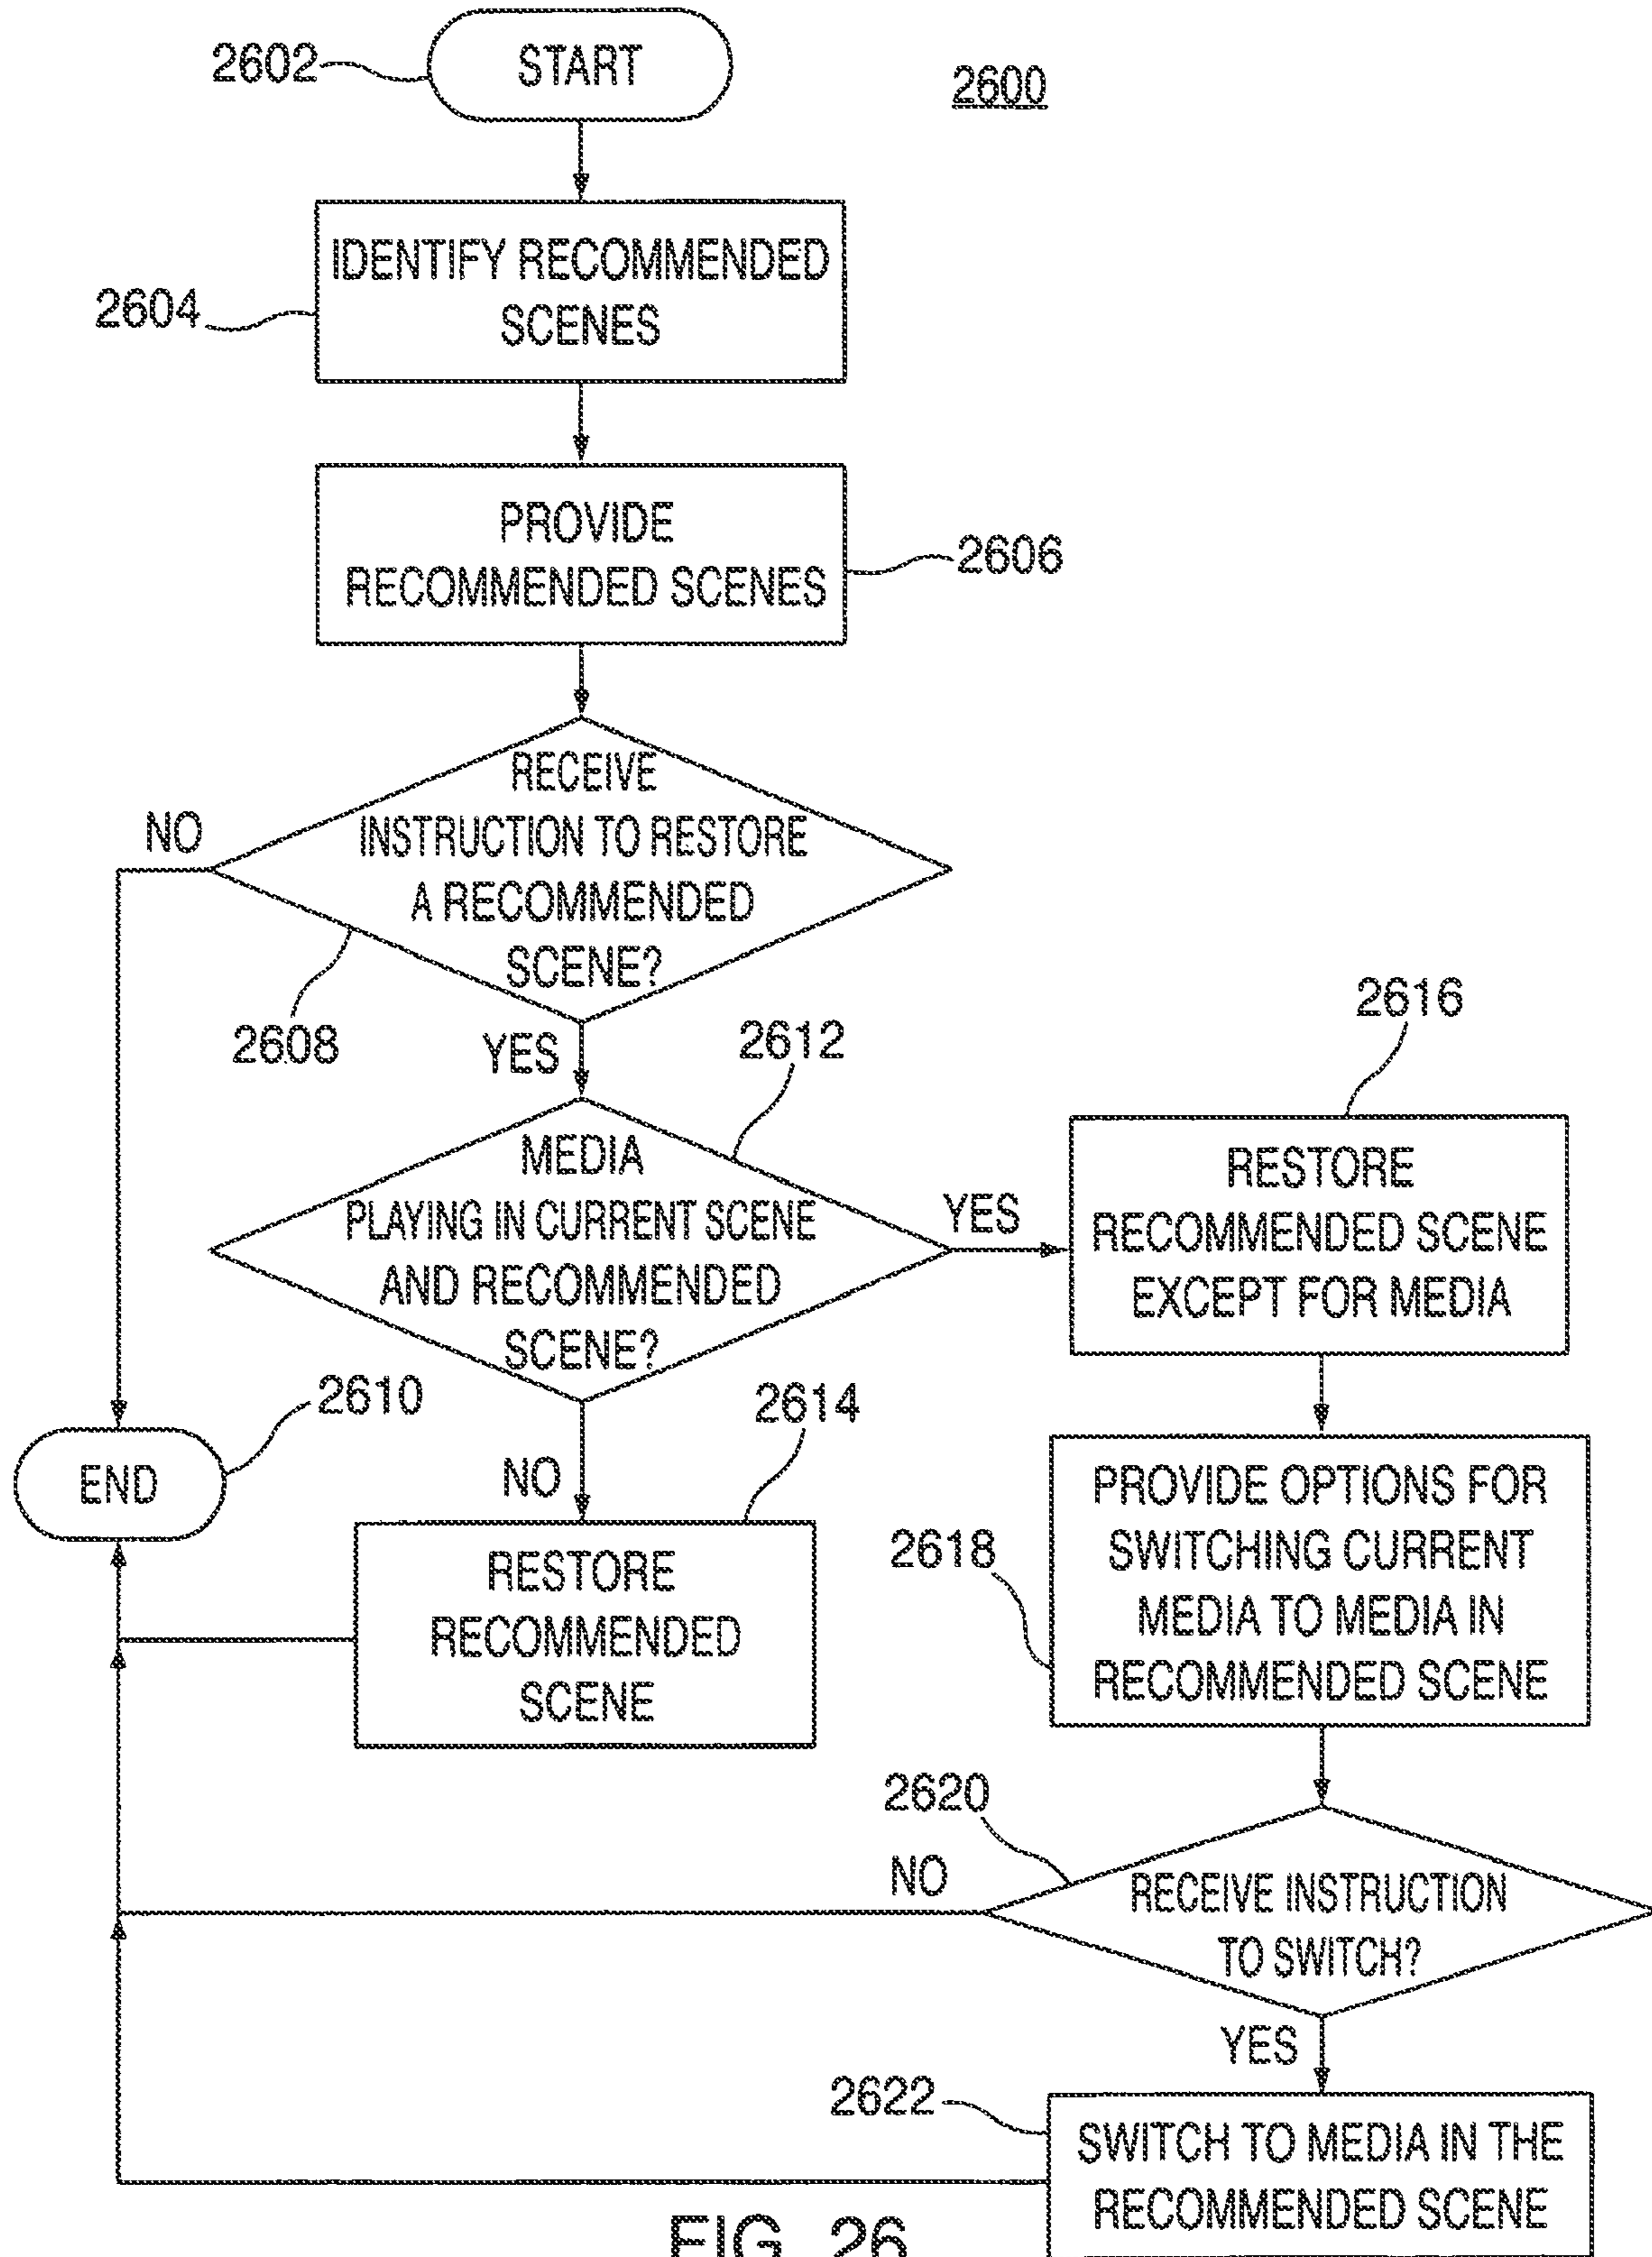 2602
START
2600
2604
IDENTIFY RECOMMENDED
SCENES
PROVIDE
RECOMMENDED SCENES
2606
RECEIVE
INSTRUCTION TO RESTORE
A RECOMMENDED
SCENE?
NO
2608
YES
2612
MEDIA
PLAYING IN CURRENT SCENE
AND RECOMMENDED
SCENE?
YES
2616
RESTORE
RECOMMENDED SCENE
EXCEPT FOR MEDIA
END
2610
NO
2614
RESTORE
RECOMMENDED
SCENE
2618
PROVIDE OPTIONS FOR
SWITCHING CURRENT
MEDIA TO MEDIA IN
RECOMMENDED SCENE
2620
NO
RECEIVE INSTRUCTION
TO SWITCH?
YES
2622
SWITCH TO MEDIA IN THE
RECOMMENDED SCENE
FIG. 26